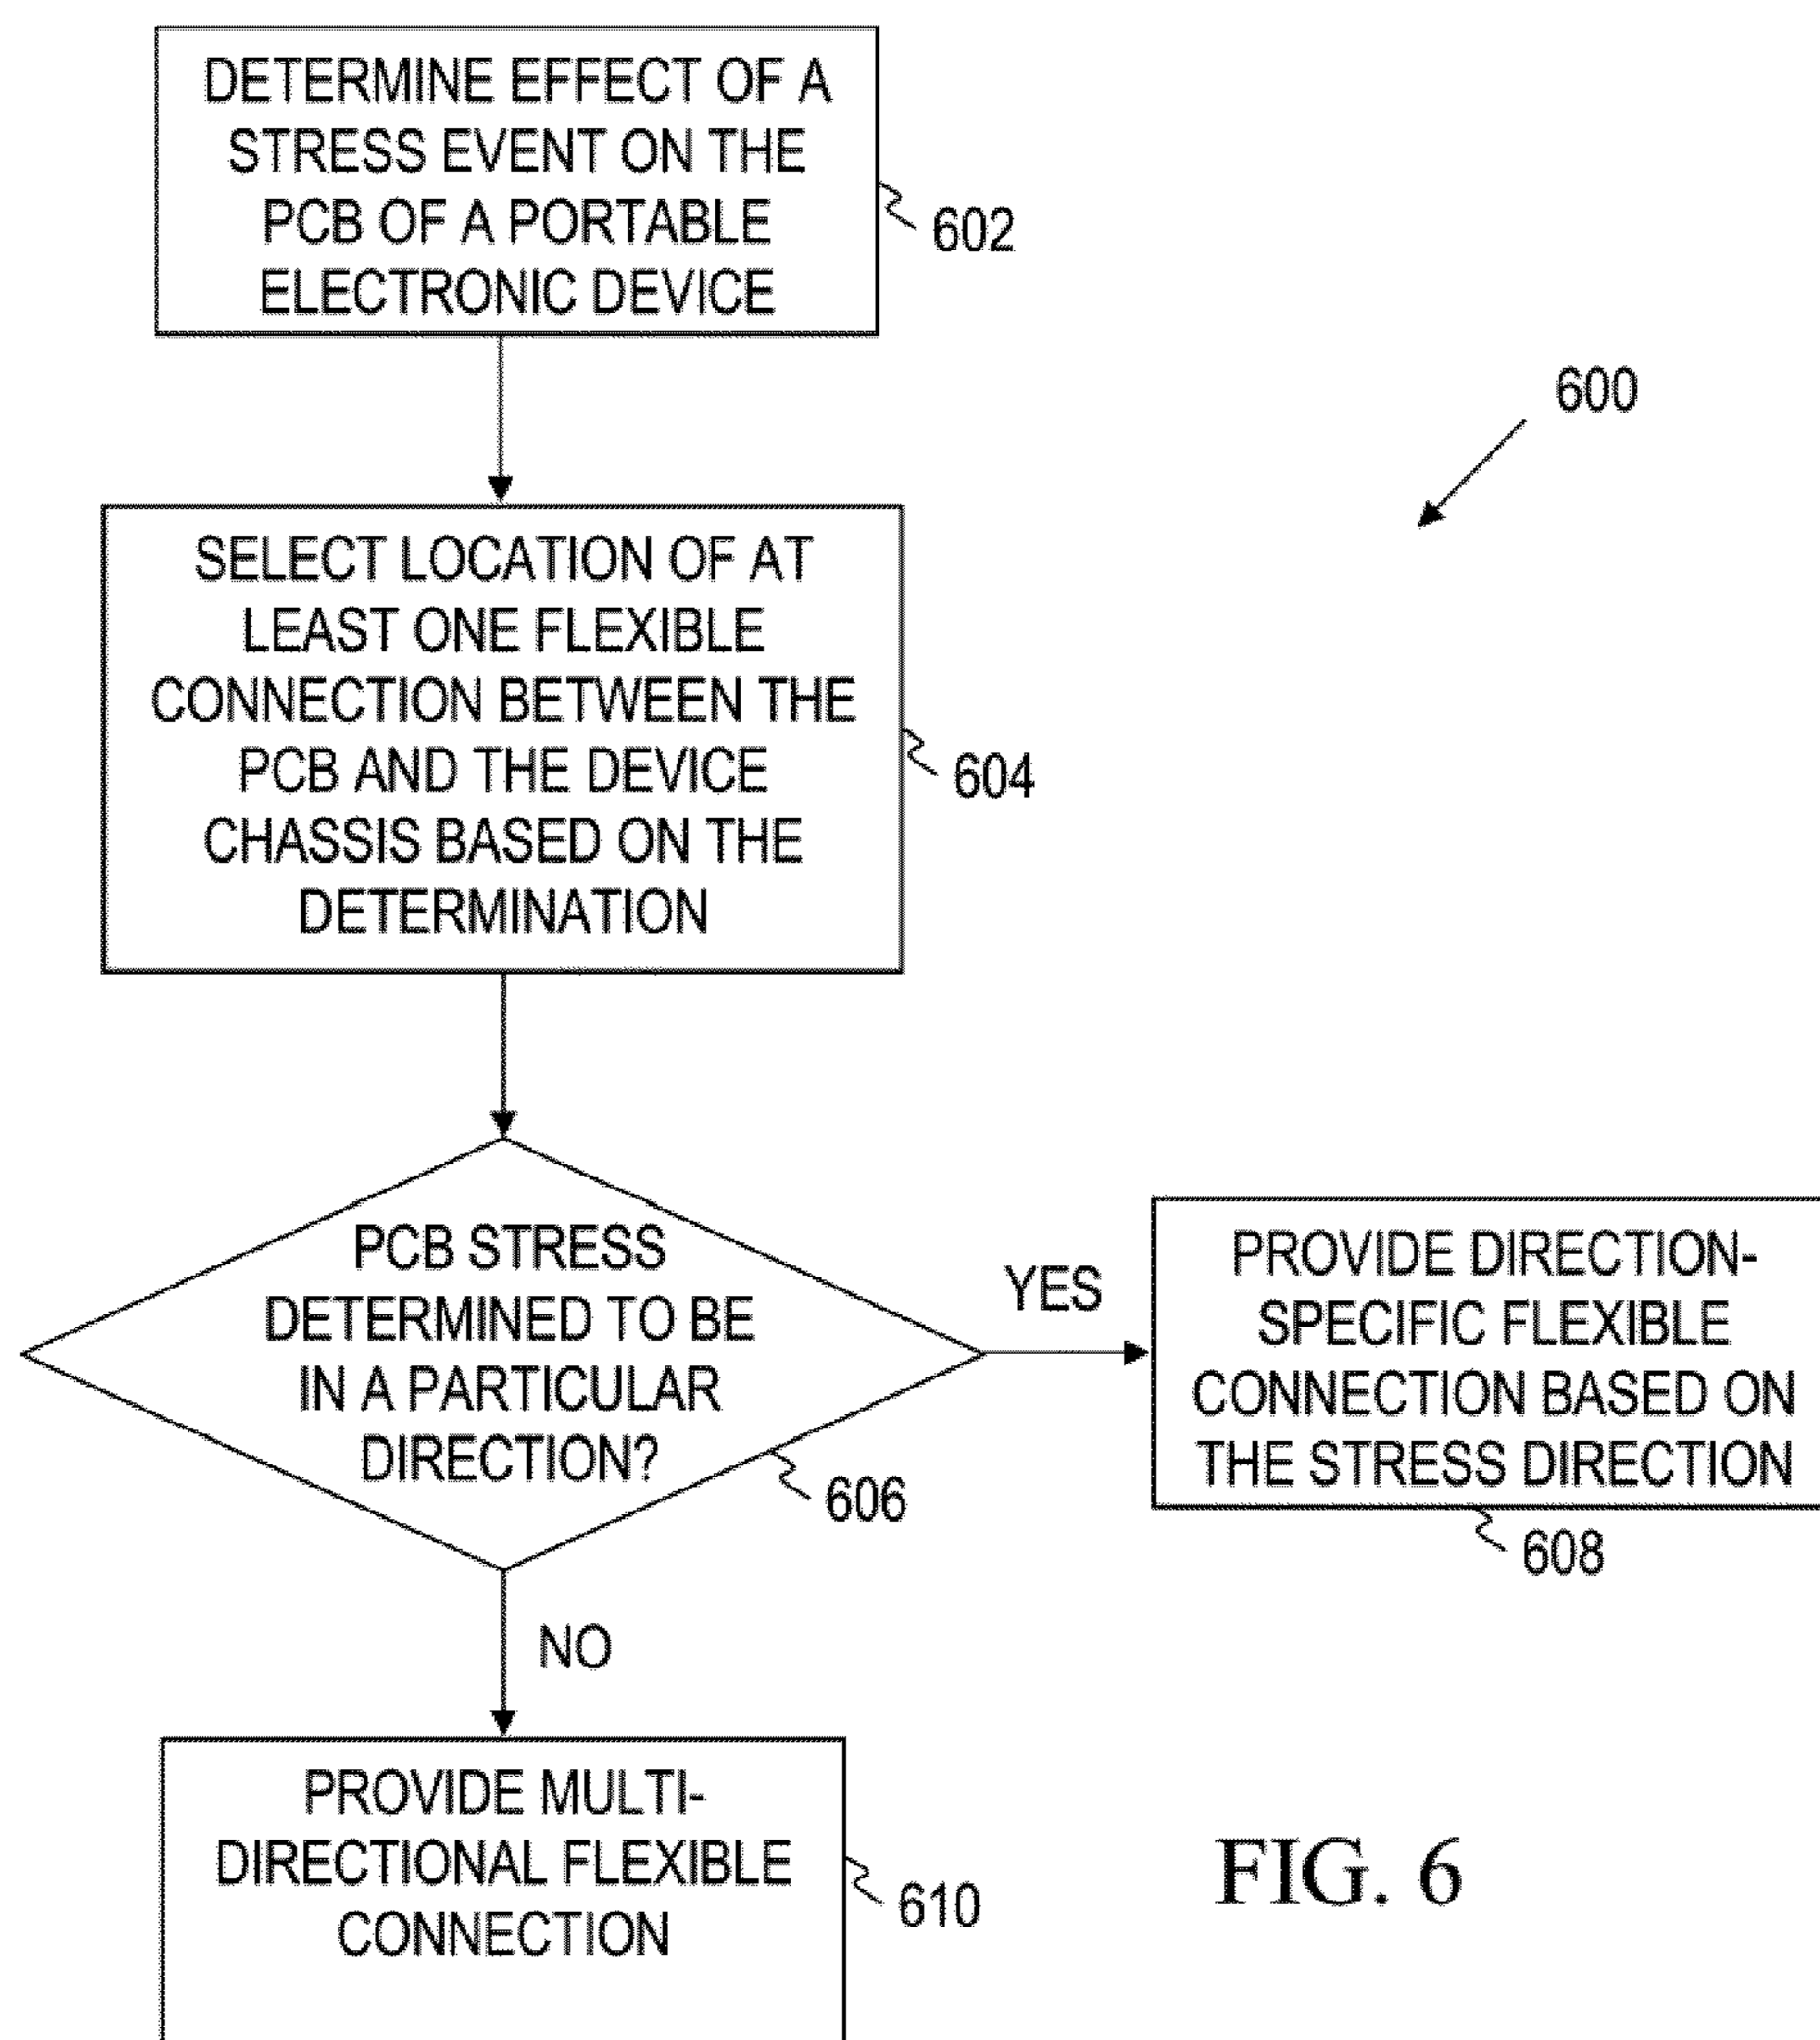 DETERMINE EFFECT OF A
STRESS EVENT ON THE
PCB OF A PORTABLE
ELECTRONIC DEVICE
602
600
SELECT LOCATION OF AT
LEAST ONE FLEXIBLE
CONNECTION BETWEEN THE
PCB AND THE DEVICE
CHASSIS BASED ON THE
DETERMINATION
604
PCB STRESS
DETERMINED TO BE
IN A PARTICULAR
DIRECTION?
606
YES
PROVIDE DIRECTION-
SPECIFIC FLEXIBLE
CONNECTION BASED ON
THE STRESS DIRECTION
608
NO
PROVIDE MULTI-
DIRECTIONAL FLEXIBLE
CONNECTION
610
FIG. 6